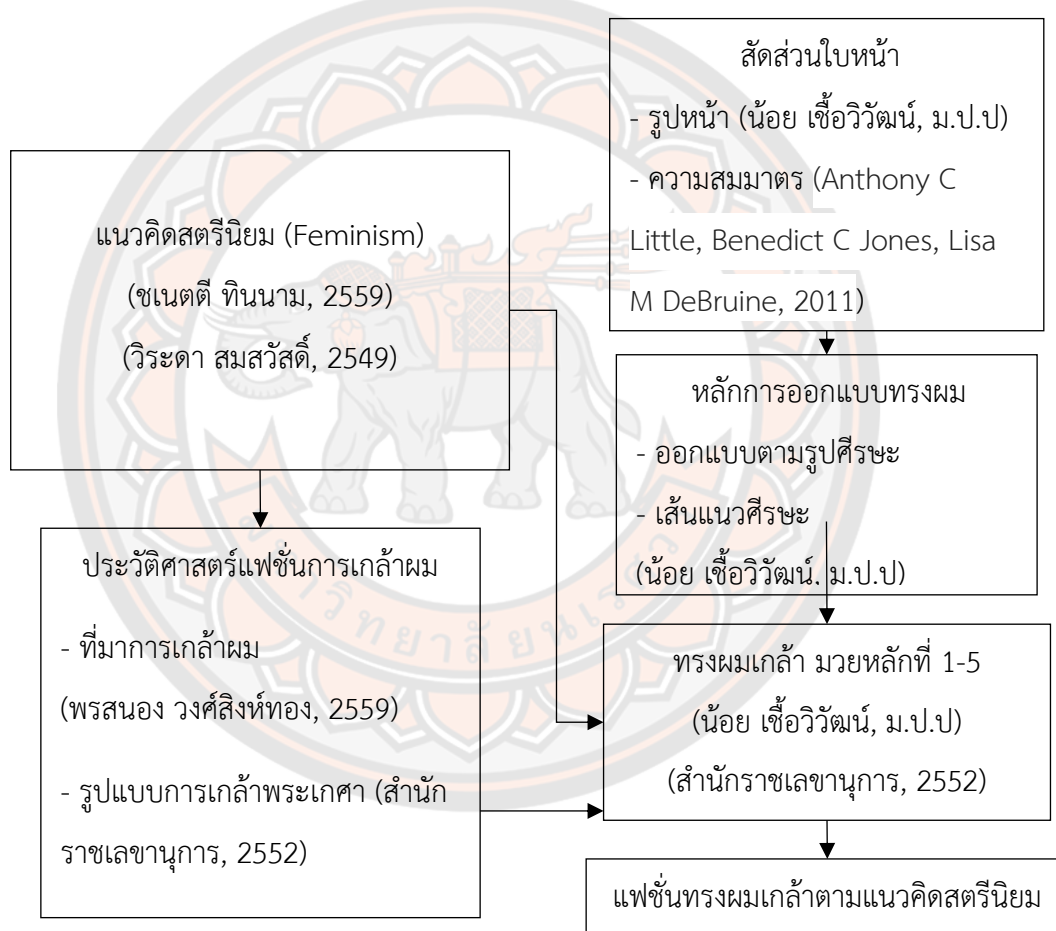 สัดส่วนใบหน้า
- รูปหน้า (น้อย เชื้อวิวัฒน์, ม.ป.ป)
- ความสมมาตร (Anthony C
Little, Benedict C Jones, Lisa
M DeBruine, 2011)
แนวคิดสตรีนิยม (Feminism)
(ชเนตตี ทินนาม, 2559)
(วิระดา สมสวัสดิ์, 2549)
หลักการออกแบบทรงผม
- ออกแบบตามรูปศีรษะ
- เส้นแนวศีรษะ
(น้อย เชื้อวิวัฒน์, ม.ป.ป)
ประวัติศาสตร์แฟชั่นการเกล้าผม
- ที่มาการเกล้าผม
(พรสนอง วงศ์สิงห์ทอง, 2559)
- รูปแบบการเกล้าพระเกศา (สำนัก
ราชเลขานุการ, 2552)
ทรงผมเกล้า มวยหลักที่ 1-5
(น้อย เชื้อวิวัฒน์, ม.ป.ป)
(สำนักราชเลขานุการ, 2552)
แฟชั่นทรงผมเกล้าตามแนวคิดสตรีนิยม
มหาวิทยาลัยนเรศวร